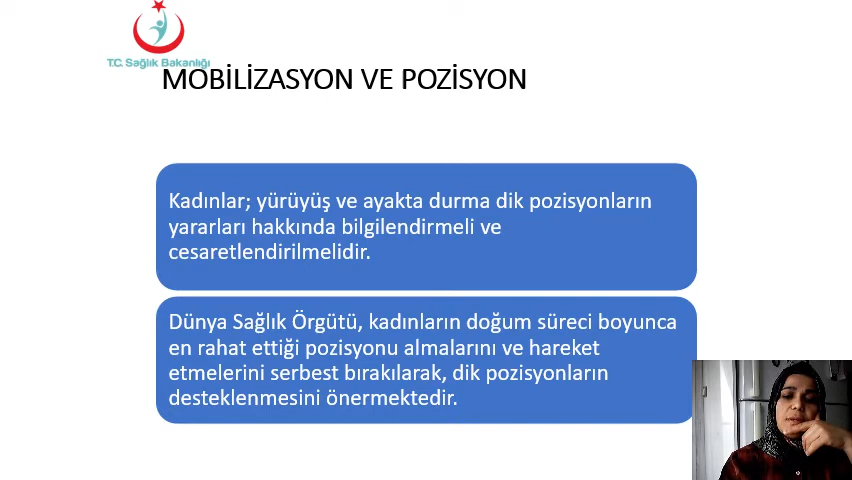 T.C. Sağlık Bakanlığı
MOBİLİZASYON VE POZİSYON
Kadınlar; yürüyüş ve ayakta durma dik pozisyonların
yararları hakkında bilgilendirmeli ve
cesaretlendirilmelidir.
Dünya Sağlık Örgütü, kadınların doğum süreci boyunca
en rahat ettiği pozisyonu almalarını ve hareket
etmelerini serbest bırakılarak, dik pozisyonların
desteklenmesini önermektedir.